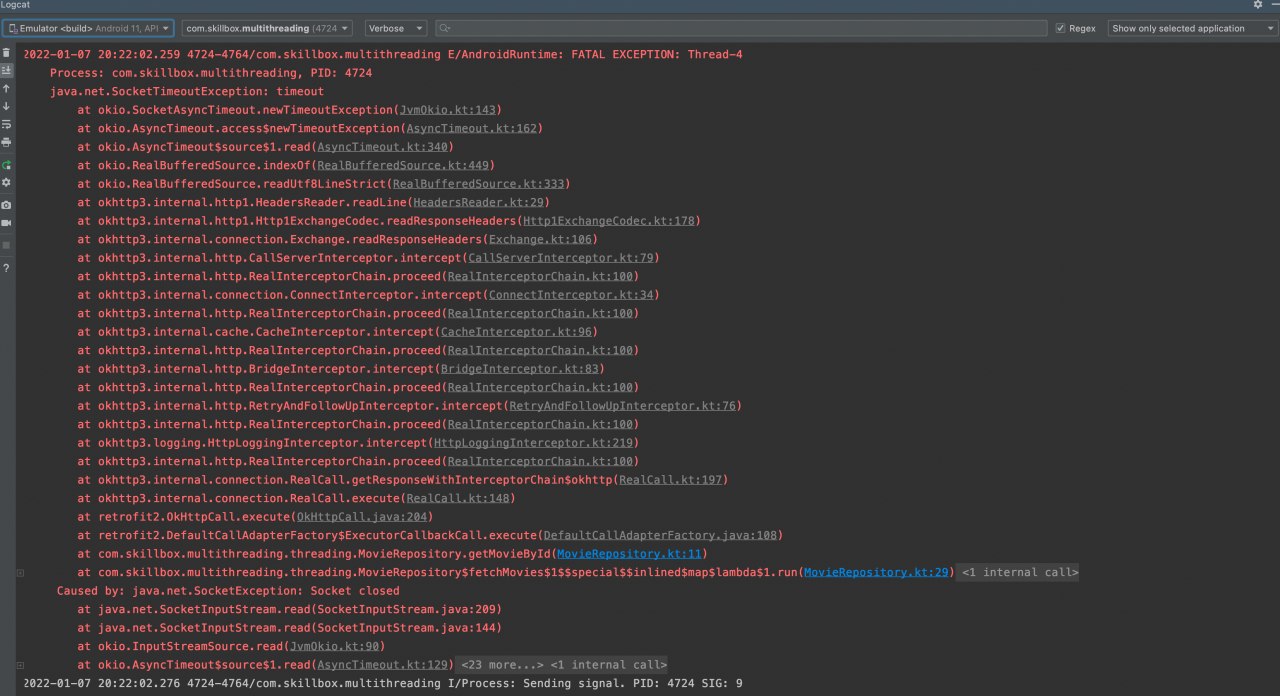 Logcat
Emulator <build> Android 11, API com.skillbox.multithreading (4724 Verbose Regex Show only selected application
2022-01-07 20:22:02.259 4724-4764/com.skillbox.multithreading E/AndroidRuntime: FATAL EXCEPTION: Thread-4
Process: com.skillbox.multithreading, PID: 4724
java.net.SocketTimeoutException: timeout
at okio.SocketAsyncTimeout.newTimeoutException(JvmOkio.kt:143)
at okio.AsyncTimeout.access$newTimeoutException(AsyncTimeout.kt:162)
at okio.AsyncTimeout$source$1.read(AsyncTimeout.kt:340)
at okio.RealBufferedSource.indexOf(RealBufferedSource.kt:449)
at okio.RealBufferedSource.readUtf8LineStrict(RealBufferedSource.kt:333)
at okhttp3.internal.http1.HeadersReader.readLine(HeadersReader.kt:29)
at okhttp3.internal.http1.Http1ExchangeCodec.readResponseHeaders(Http1ExchangeCodec.kt:178)
at okhttp3.internal.connection.Exchange.readResponseHeaders(Exchange.kt:106)
at okhttp3.internal.http.CallServerInterceptor.intercept(CallServerInterceptor.kt:79)
at okhttp3.internal.http.RealInterceptorChain.proceed(RealInterceptorChain.kt:100)
at okhttp3.internal.connection.ConnectInterceptor.intercept(ConnectInterceptor.kt:34)
at okhttp3.internal.http.RealInterceptorChain.proceed(RealInterceptorChain.kt:100)
at okhttp3.internal.cache.CacheInterceptor.intercept(CacheInterceptor.kt:96)
at okhttp3.internal.http.RealInterceptorChain.proceed(RealInterceptorChain.kt:100)
at okhttp3.internal.http.BridgeInterceptor.intercept(BridgeInterceptor.kt:83)
at okhttp3.internal.http.RealInterceptorChain.proceed(RealInterceptorChain.kt:100)
at okhttp3.internal.http.RetryAndFollowUpInterceptor.intercept(RetryAndFollowUpInterceptor.kt:76)
at okhttp3.internal.http.RealInterceptorChain.proceed(RealInterceptorChain.kt:100)
at okhttp3.logging.HttpLoggingInterceptor.intercept(HttpLoggingInterceptor.kt:219)
at okhttp3.internal.http.RealInterceptorChain.proceed(RealInterceptorChain.kt:100)
at okhttp3.internal.connection.RealCall.getResponseWithInterceptorChain$okhttp(RealCall.kt:197)
at okhttp3.internal.connection.RealCall.execute(RealCall.kt:148)
at retrofit2.OkHttpCall.execute(OkHttpCall.java:204)
at retrofit2.DefaultCallAdapterFactory$ExecutorCallbackCall.execute(DefaultCallAdapterFactory.java:108)
at com.skillbox.multithreading.threading.MovieRepository.getMovieById(MovieRepository.kt:11)
at com.skillbox.multithreading.threading.MovieRepository$fetchMovies$1$$special$$inlined$map$lambda$1.run(MovieRepository.kt:29) <1 internal call>
Caused by: java.net.SocketException: Socket closed
at java.net.SocketInputStream.read(SocketInputStream.java:209)
at java.net.SocketInputStream.read(SocketInputStream.java:144)
at okio.InputStreamSource.read(JvmOkio.kt:90)
at okio.AsyncTimeout$source$1.read(AsyncTimeout.kt:129) <23 more...> <1 internal call>
2022-01-07 20:22:02.276 4724-4764/com.skillbox.multithreading I/Process: Sending signal. PID: 4724 SIG: 9